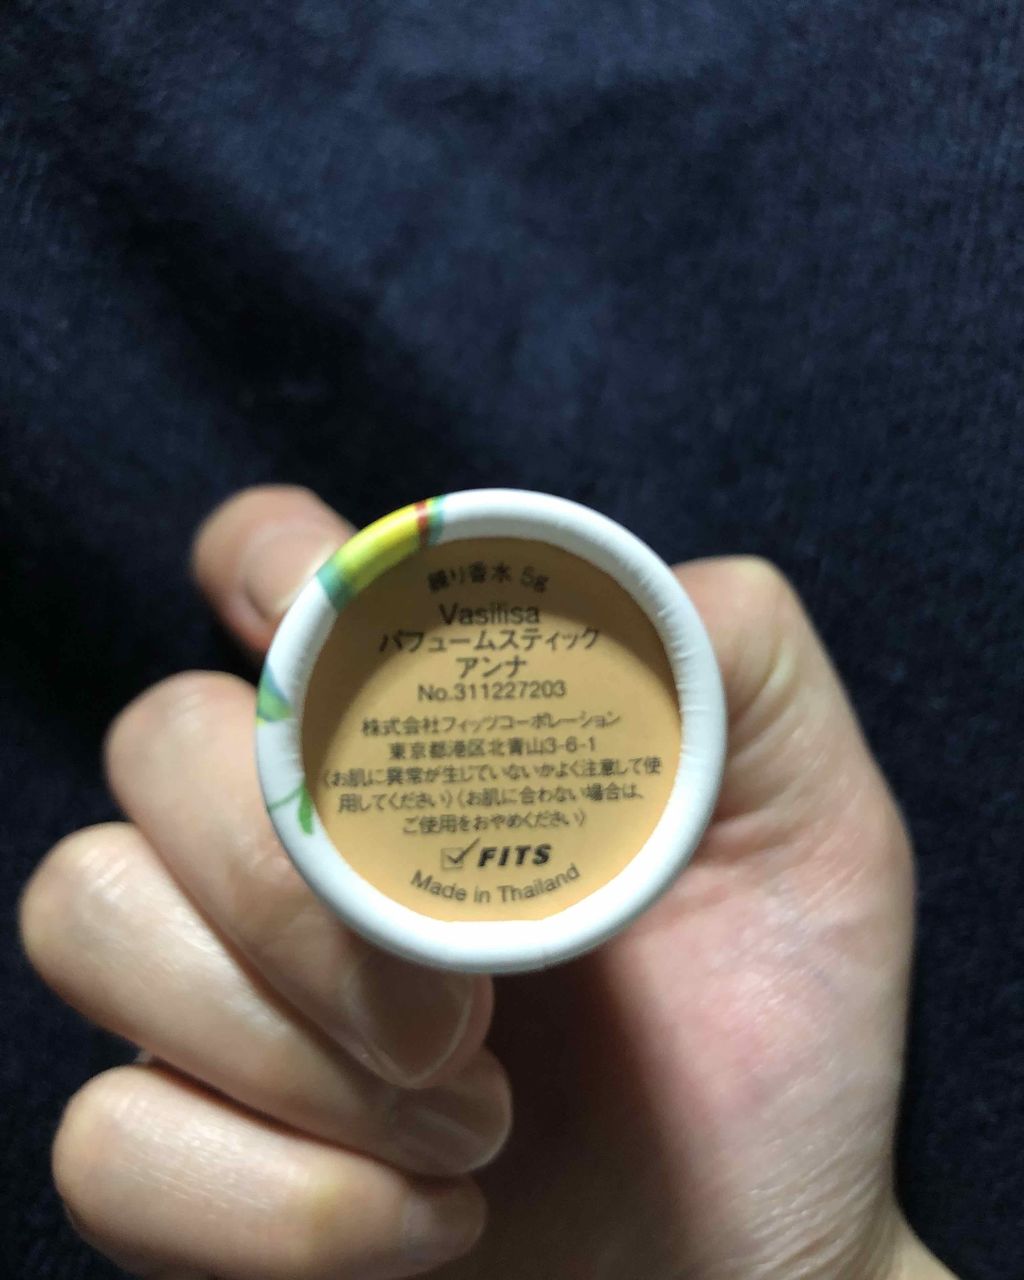 練り香水 5g
Vasilisa
パフュームスティック
アンナ
No.311227203
株式会社フィッツコーポレーション
東京都港区北青山3-6-1
〈お肌に異常が生じていないかよく注意して使
用してください〉〈お肌に合わない場合は、
ご使用をおやめください〉
FITS
Made in Thailand